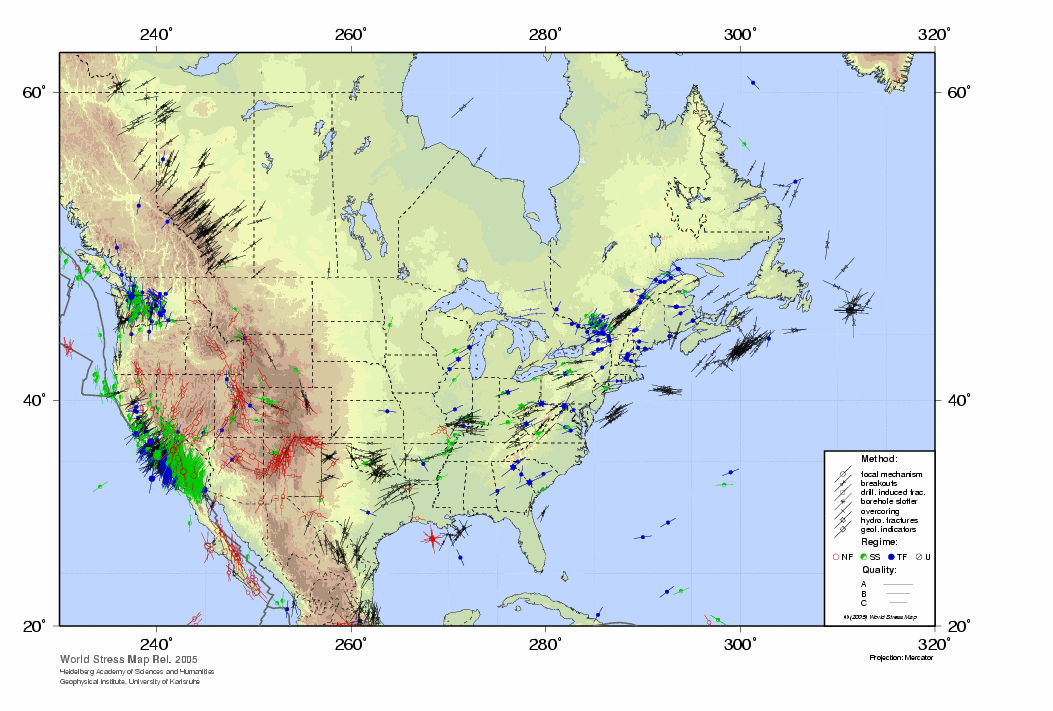 240° 260° 280° 300° 320°
60° 60°
40° 40°
Method:
focal mechanism
breakouts
drill. induced frac.
borehole slotter
overcoring
hydro. fractures
geol. indicators
Regime:
NF SS TF U
Quality:
A
B
C
© (2005) World Stress Map
20° 20°
240° 260° 280° 300° 320°
World Stress Map Rel. 2005
Projection: Mercator
Heidelberg Academy of Sciences and Humanities
Geophysical Institute, University of Karlsruhe